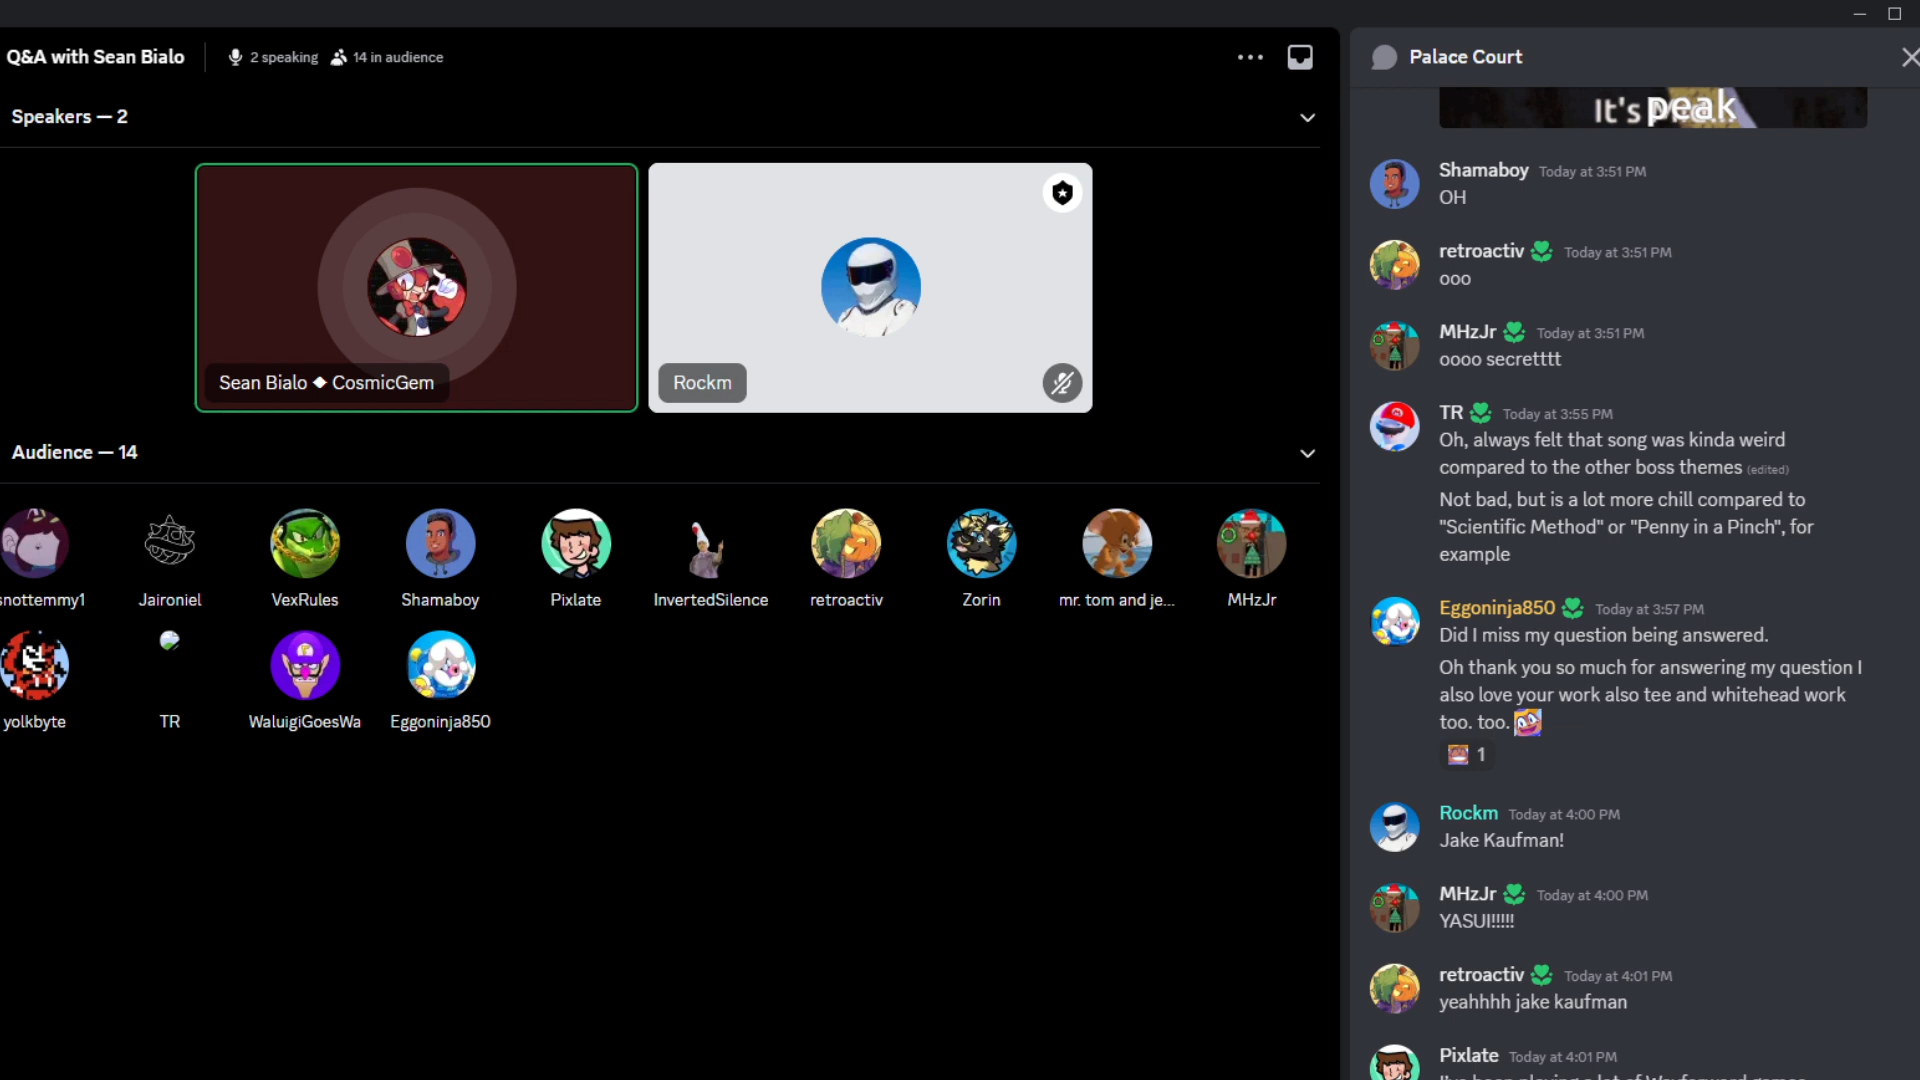 Q&A with Sean Bialo
2 speaking
14 in audience
Speakers — 2
Sean Bialo ◆ CosmicGem
Rockm
Audience — 14
snottemmy1
Jaironiel
VexRules
Shamaboy
Pixlate
InvertedSilence
retroactiv
Zorin
mr. tom and je...
MHzJr
yolkbyte
TR
WaluigiGoesWa
Eggoninja850
Palace Court
It's peak
Shamaboy Today at 3:51 PM
OH
retroactiv Today at 3:51 PM
ooo
MHzJr Today at 3:51 PM
oooo secretttt
TR Today at 3:55 PM
Oh, always felt that song was kinda weird
compared to the other boss themes (edited)
Not bad, but is a lot more chill compared to
"Scientific Method" or "Penny in a Pinch", for
example
Eggoninja850 Today at 3:57 PM
Did I miss my question being answered.
Oh thank you so much for answering my question I
also love your work also tee and whitehead work
too. too.
1
Rockm Today at 4:00 PM
Jake Kaufman!
MHzJr Today at 4:00 PM
YASUI!!!!!
retroactiv Today at 4:01 PM
yeahhhh jake kaufman
Pixlate Today at 4:01 PM